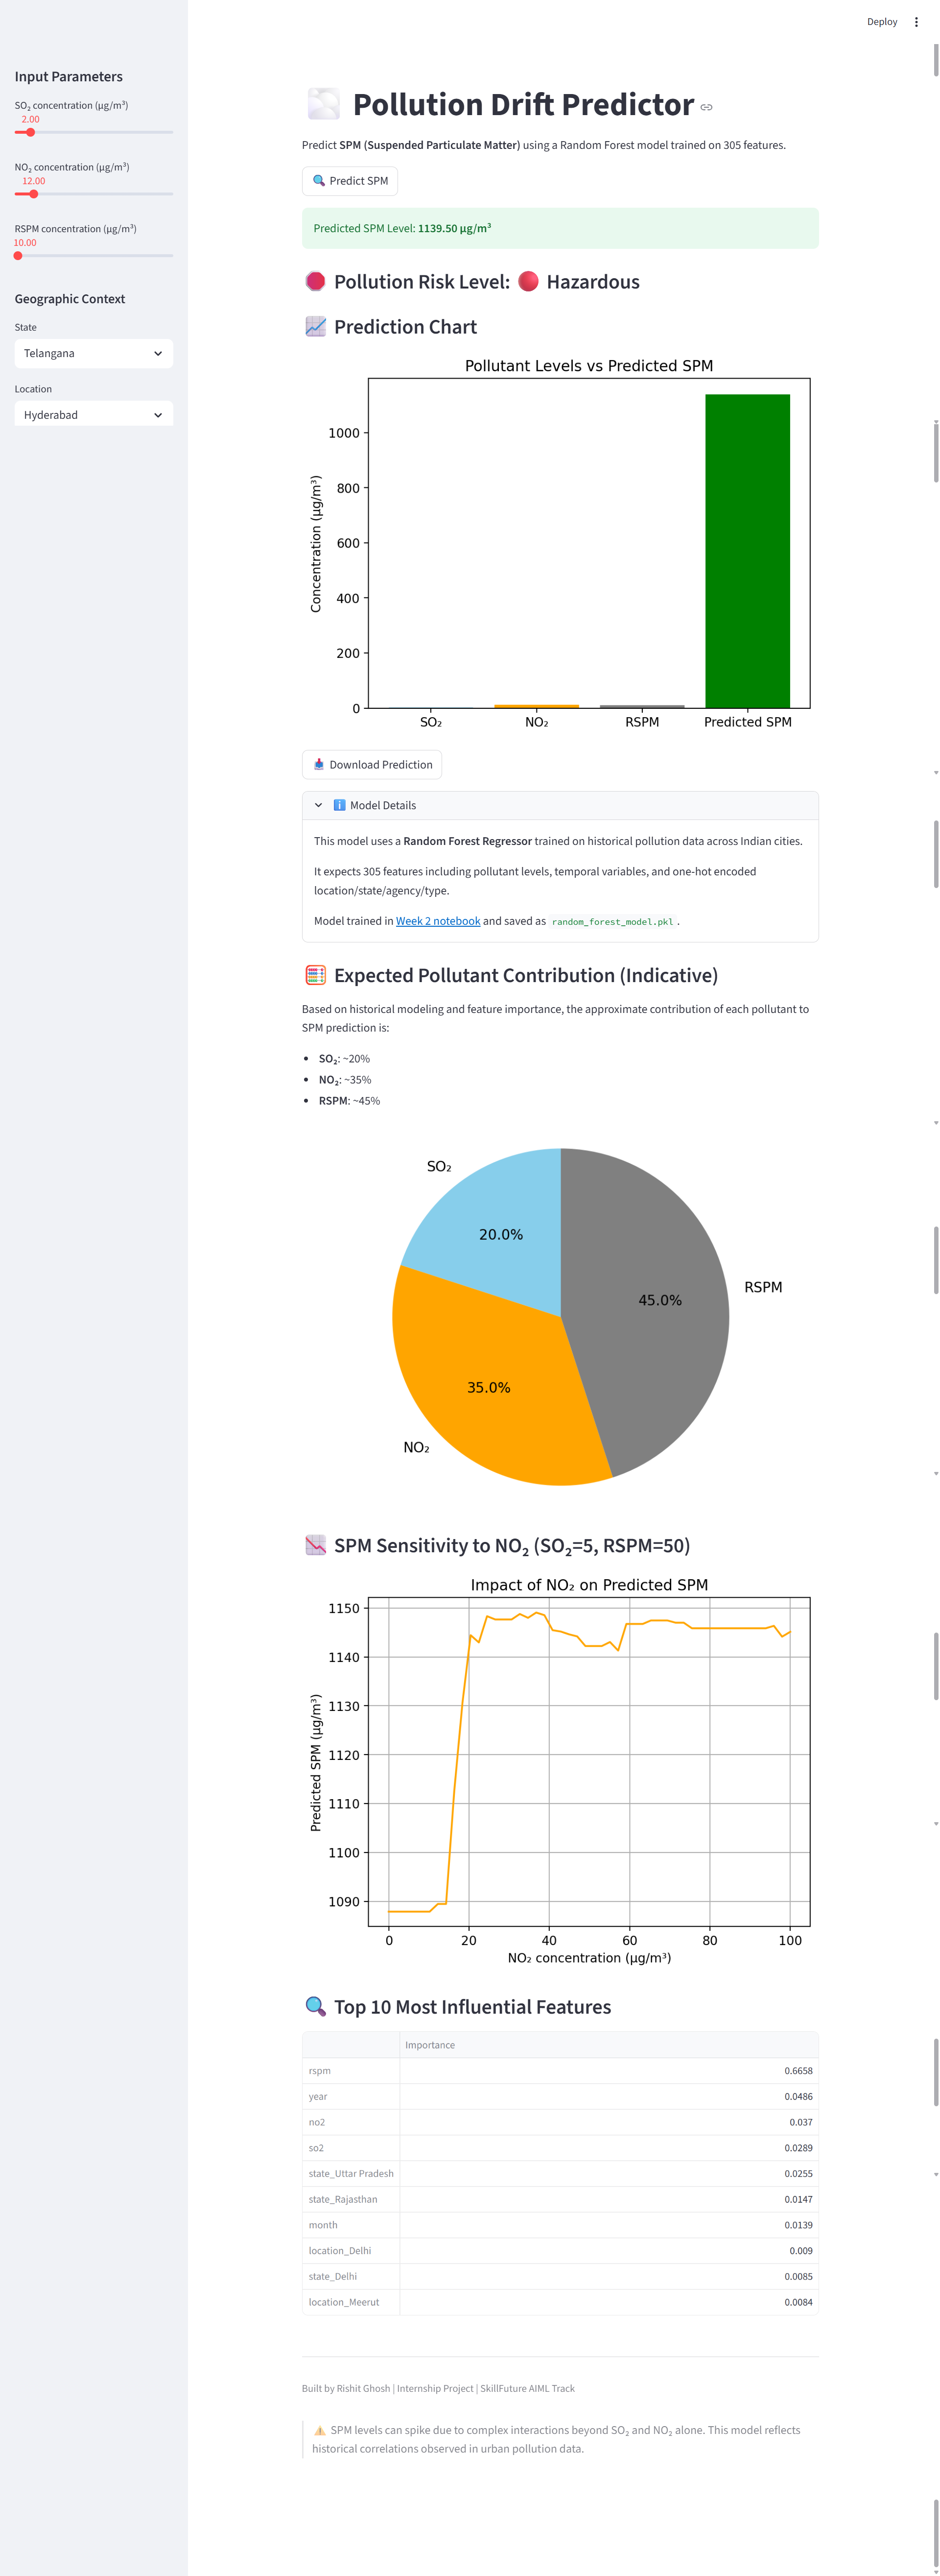 Deploy
Input Parameters
SO₂ concentration (µg/m³)
2.00
NO₂ concentration (µg/m³)
12.00
RSPM concentration (µg/m³)
10.00
Geographic Context
State
Telangana
Location
Hyderabad
Pollution Drift Predictor
Predict SPM (Suspended Particulate Matter) using a Random Forest model trained on 305 features.
Predict SPM
Predicted SPM Level: 1139.50 µg/m³
Pollution Risk Level: Hazardous
Prediction Chart
Pollutant Levels vs Predicted SPM
Concentration (µg/m³)
1000
800
600
400
200
0
SO₂ NO₂ RSPM Predicted SPM
Download Prediction
Model Details
This model uses a Random Forest Regressor trained on historical pollution data across Indian cities.
It expects 305 features including pollutant levels, temporal variables, and one-hot encoded
location/state/agency/type.
Model trained in Week 2 notebook and saved as random_forest_model.pkl .
Expected Pollutant Contribution (Indicative)
Based on historical modeling and feature importance, the approximate contribution of each pollutant to
SPM prediction is:
• SO₂: ~20%
• NO₂: ~35%
• RSPM: ~45%
SO₂
20.0%
RSPM
45.0%
35.0%
NO₂
SPM Sensitivity to NO₂ (SO₂=5, RSPM=50)
Impact of NO₂ on Predicted SPM
Predicted SPM (µg/m³)
1150
1140
1130
1120
1110
1100
1090
0 20 40 60 80 100
NO₂ concentration (µg/m³)
Top 10 Most Influential Features
Importance
rspm 0.6658
year 0.0486
no2 0.037
so2 0.0289
state_Uttar Pradesh 0.0255
state_Rajasthan 0.0147
month 0.0139
location_Delhi 0.009
state_Delhi 0.0085
location_Meerut 0.0084
Built by Rishit Ghosh | Internship Project | SkillFuture AIML Track
SPM levels can spike due to complex interactions beyond SO₂ and NO₂ alone. This model reflects
historical correlations observed in urban pollution data.